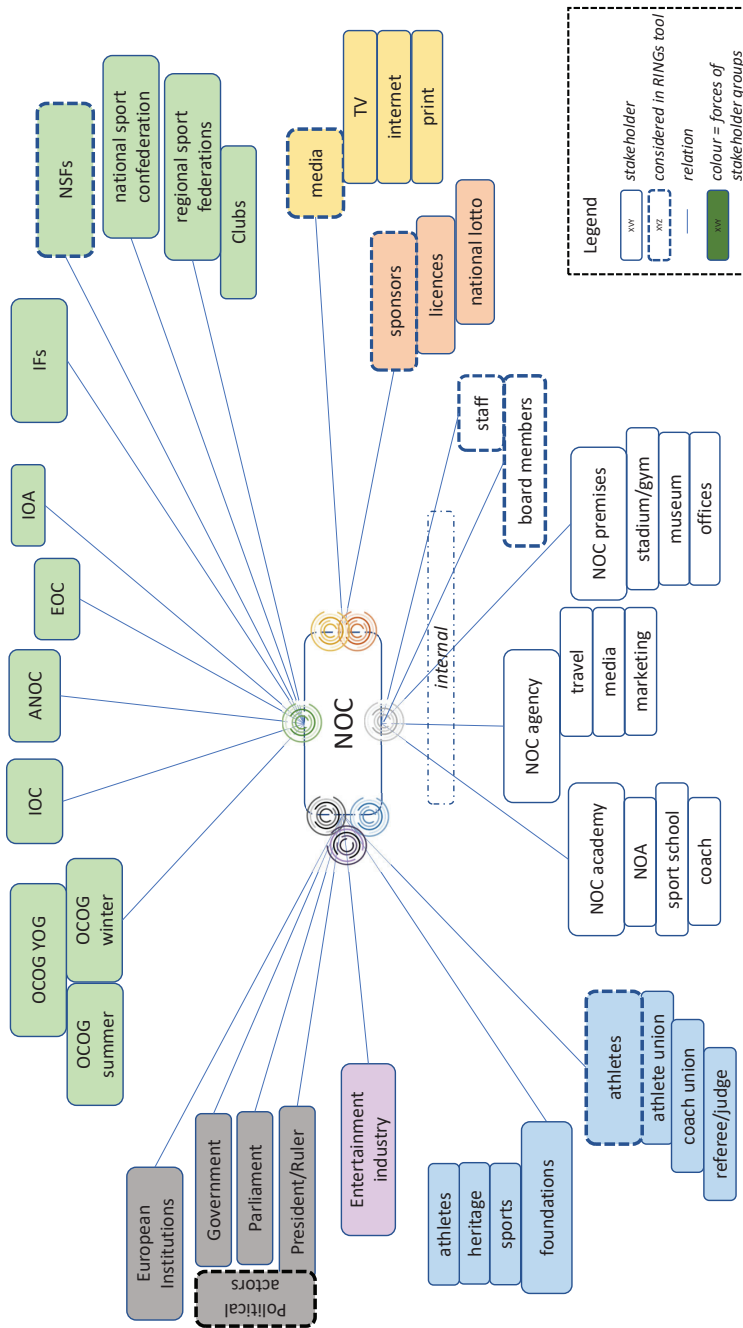 OCOG YOG
OCOG
summer
OCOG
winter
IOC
ANOC
EOC
IOA
IFs
NSFs
national sport
confederation
regional sport
federations
Clubs
European
Institutions
Political
actors
Government
Parliament
President/Ruler
Entertainment
industry
NOC
media
TV
internet
print
sponsors
licences
national lotto
athletes
heritage
sports
foundations
athletes
athlete union
coach union
referee/judge
internal
NOC academy
NOA
sport school
coach
NOC agency
travel
media
marketing
NOC premises
stadium/gym
museum
offices
staff
board members
Legend
xvy
stakeholder
xyz
considered in RINGs tool
relation
xvy
colour = forces of
stakeholder groups